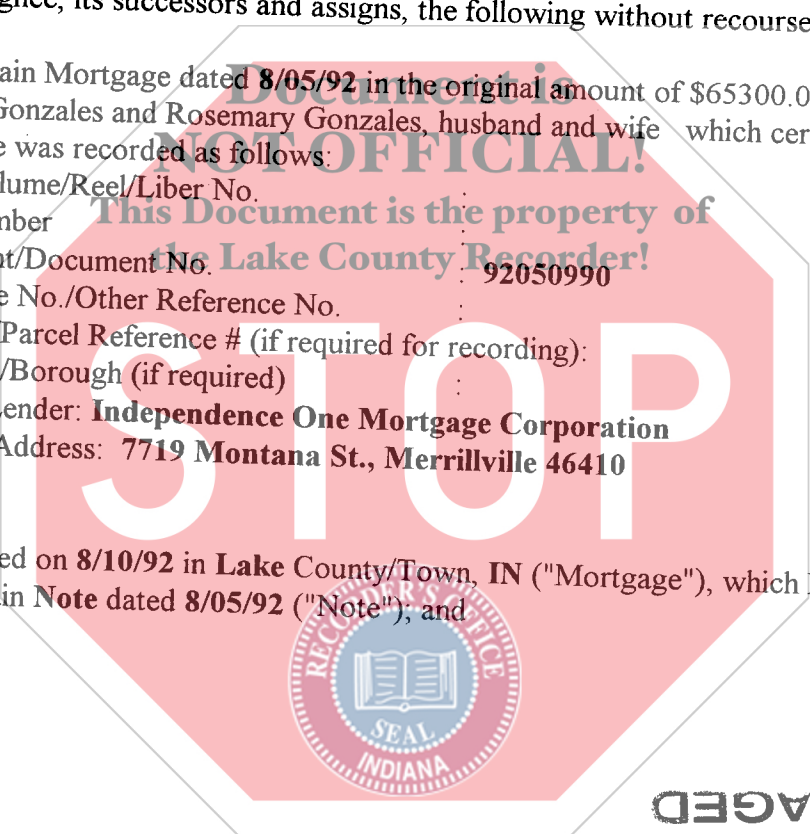 gnee, its successors and assigns, the following without recourse
ain Mortgage dated 8/05/92 in the original amount of $65300.0
Gonzales and Rosemary Gonzales, husband and wife which cer
e was recorded as follows:
lume/Reel/Liber No. :
mber :
nt/Document No. : 92050990
e No./Other Reference No. :
/Parcel Reference # (if required for recording):
/Borough (if required) :
Lender: Independence One Mortgage Corporation
Address: 7719 Montana St., Merrillville 46410
ed on 8/10/92 in Lake County/Town, IN ("Mortgage"), which
in Note dated 8/05/92 ("Note"); and
Document is
NOT OFFICIAL!
This Document is the property of
the Lake County Recorder!
STOP
RECORDER'S OFFICE
SEAL
INDIANA
AGED